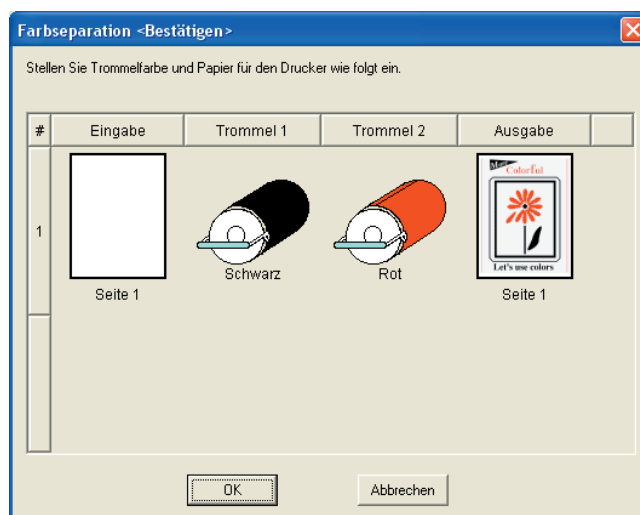 Farbseparation <Bestätigen>
Stellen Sie Trommelfarbe und Papier für den Drucker wie folgt ein.
# Eingabe Trommel 1 Trommel 2 Ausgabe
1
Colorful
Let's use colors
Seite 1 Schwarz Rot Seite 1
OK Abbrechen